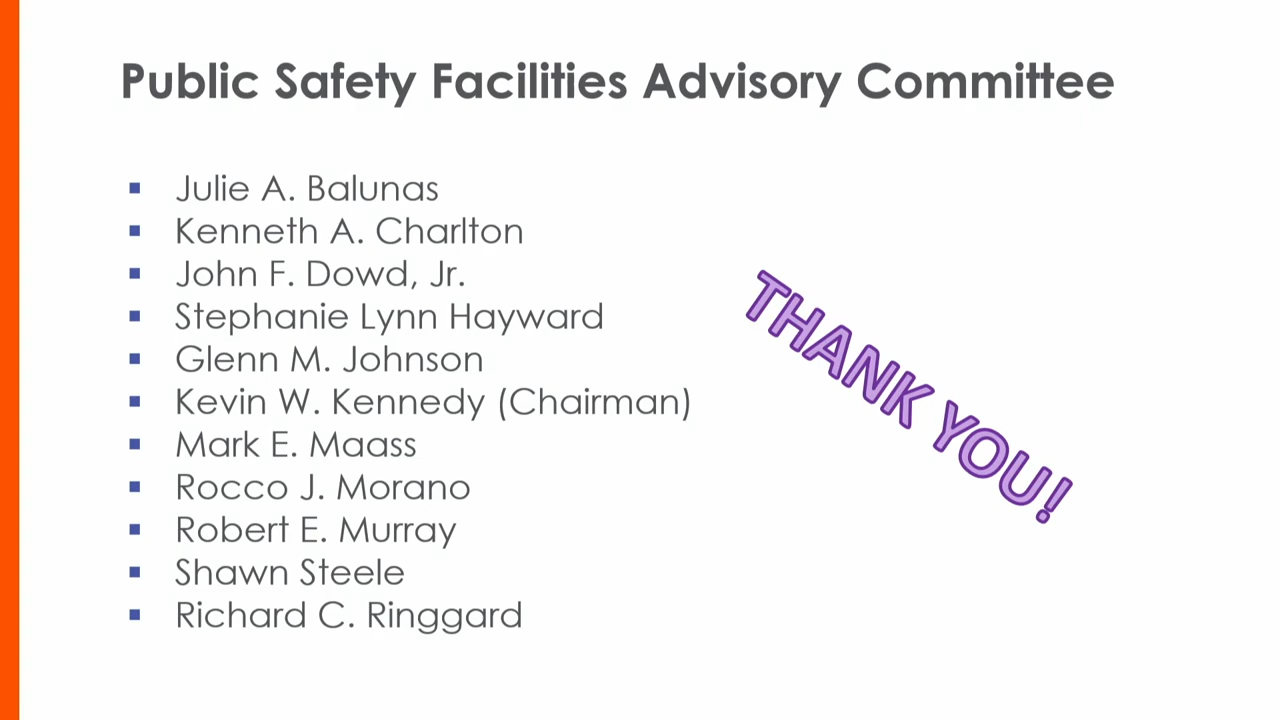 Public Safety Facilities Advisory Committee
Julie A. Balunas
Kenneth A. Charlton
John F. Dowd, Jr.
Stephanie Lynn Hayward
Glenn M. Johnson
Kevin W. Kennedy (Chairman)
Mark E. Maass
Rocco J. Morano
Robert E. Murray
Shawn Steele
Richard C. Ringgard
THANK YOU!